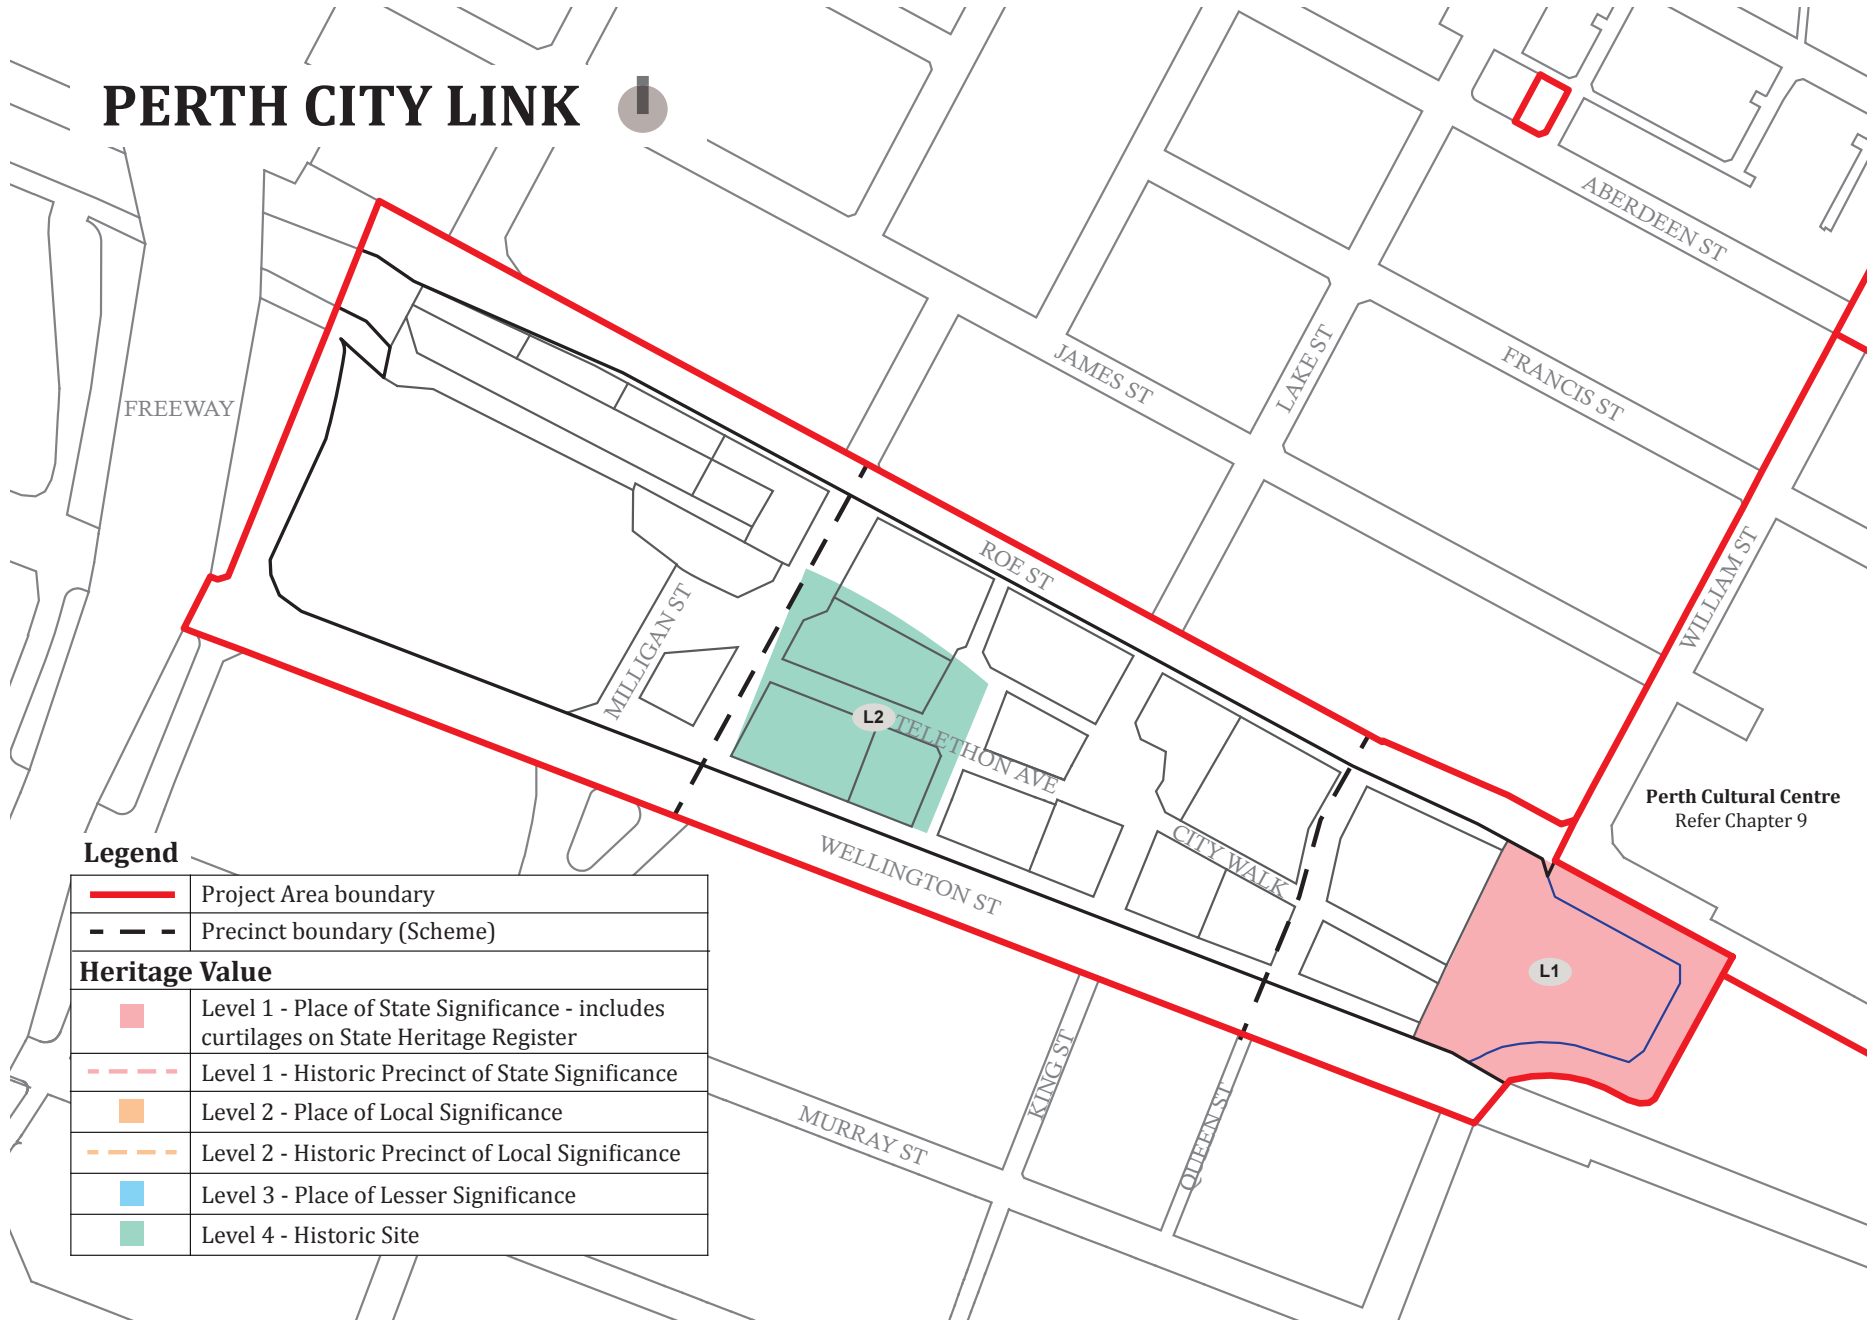 PERTH CITY LINK
ABERDEEN ST
FREEWAY
JAMES ST
LAKE ST
FRANCIS ST
ROE ST
WILLIAM ST
MILLIGAN ST
L2
TELETHON AVE
CITY WALK
WELLINGTON ST
Perth Cultural Centre
Refer Chapter 9
L1
KING ST
QUEEN ST
MURRAY ST
Legend
Project Area boundary
Precinct boundary (Scheme)
Heritage Value
Level 1 - Place of State Significance - includes
curtilages on State Heritage Register
Level 1 - Historic Precinct of State Significance
Level 2 - Place of Local Significance
Level 2 - Historic Precinct of Local Significance
Level 3 - Place of Lesser Significance
Level 4 - Historic Site